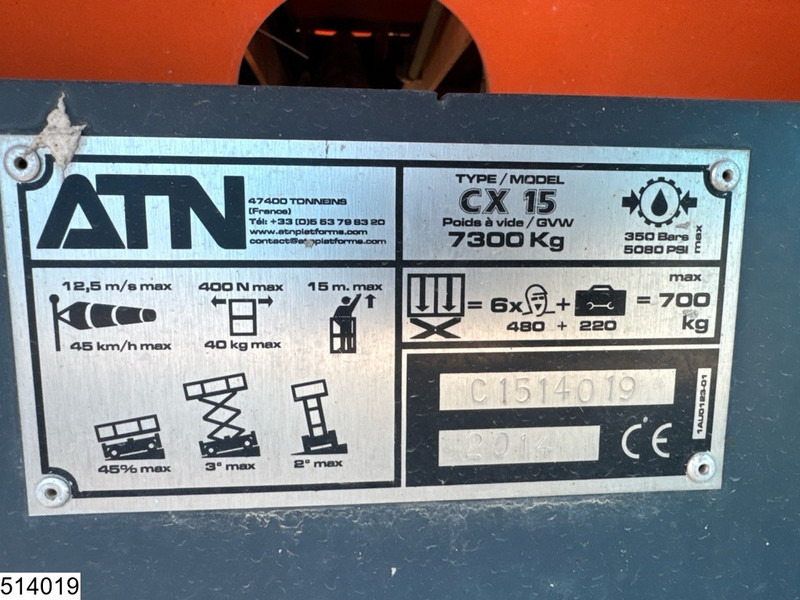 ATN
47400 TONNEINS
(France)
Tél: +33 (0)5 53 79 83 20
www.atnplatforms.com
contact@atnplatforms.com
TYPE / MODEL
CX 15
Poids à vide / GVW
7300 Kg
350 Bars
5080 PSI
max
12,5 m/s max
45 km/h max
400 N max
40 kg max
15 m. max
= 6x + = 700
max
kg
480 + 220
45% max
3° max
2° max
C1514019
2014
CE
1AUD123-01
514019